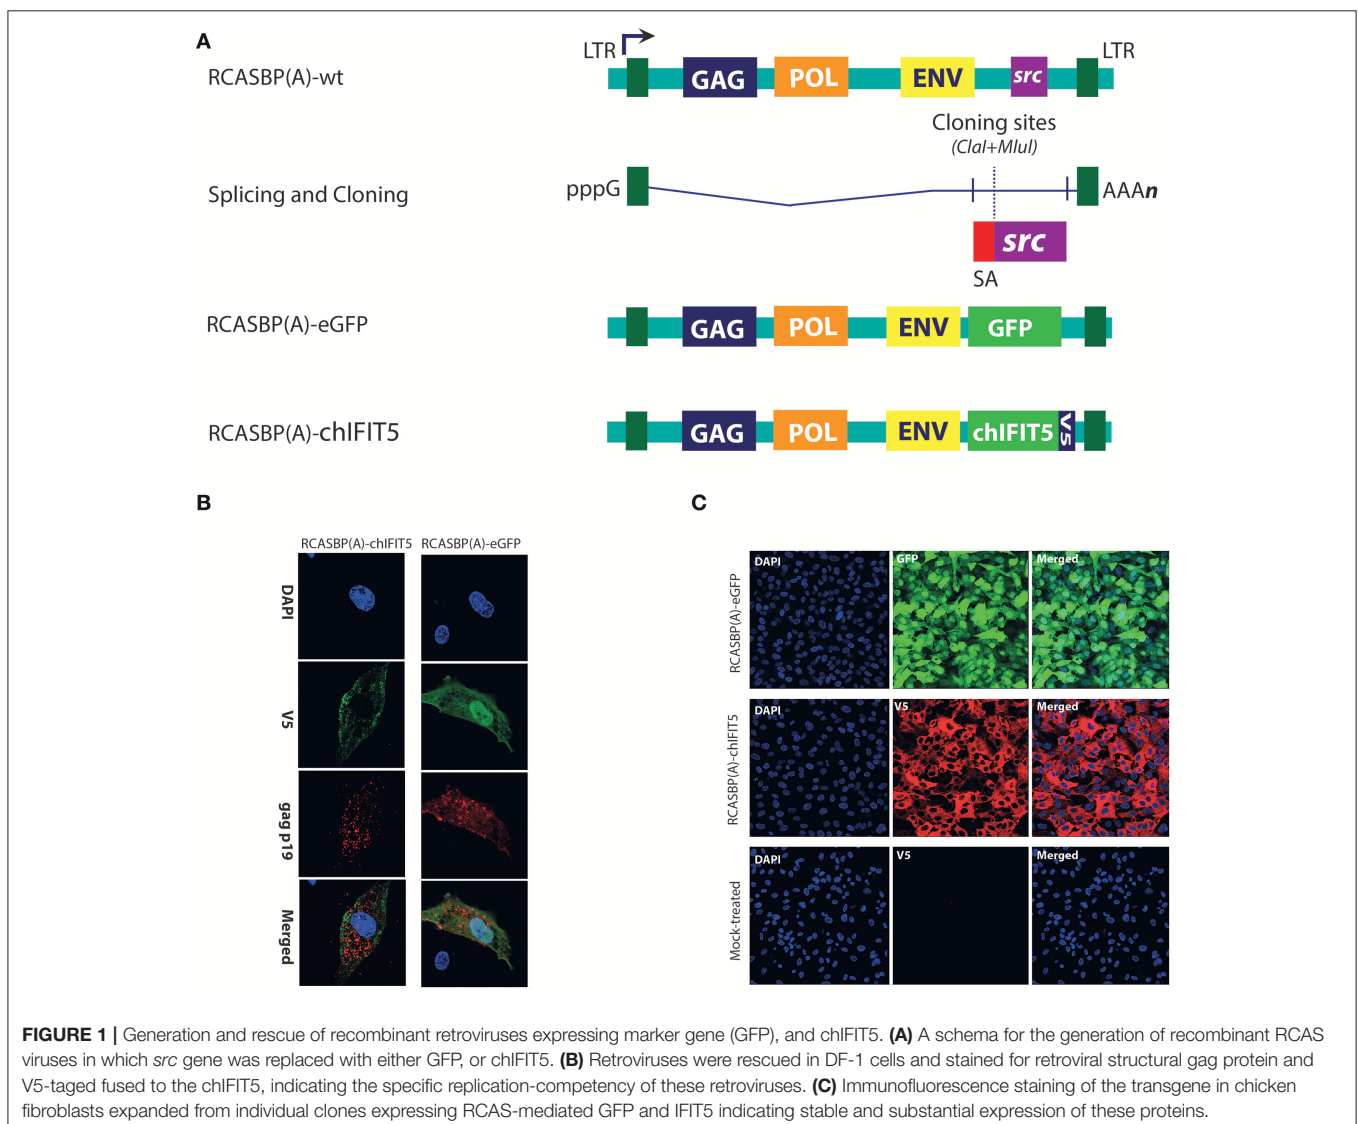 A
LTR
LTR
RCASBP(A)-wt
GAG
POL
ENV
src
Cloning sites
(ClaI+MluI)
Splicing and Cloning
pppG
AAAn
src
SA
RCASBP(A)-eGFP
GAG
POL
ENV
GFP
RCASBP(A)-chIFIT5
GAG
POL
ENV
chIFIT5
V5
B
RCASBP(A)-chIFIT5
RCASBP(A)-eGFP
DAPI
V5
gag p19
Merged
C
RCASBP(A)-eGFP
DAPI
GFP
Merged
RCASBP(A)-chIFIT5
DAPI
V5
Merged
Mock-treated
DAPI
V5
Merged
FIGURE 1 | Generation and rescue of recombinant retroviruses expressing marker gene (GFP), and chIFIT5. (A) A schema for the generation of recombinant RCAS
viruses in which src gene was replaced with either GFP, or chIFIT5. (B) Retroviruses were rescued in DF-1 cells and stained for retroviral structural gag protein and
V5-taged fused to the chIFIT5, indicating the specific replication-competency of these retroviruses. (C) Immunofluorescence staining of the transgene in chicken
fibroblasts expanded from individual clones expressing RCAS-mediated GFP and IFIT5 indicating stable and substantial expression of these proteins.